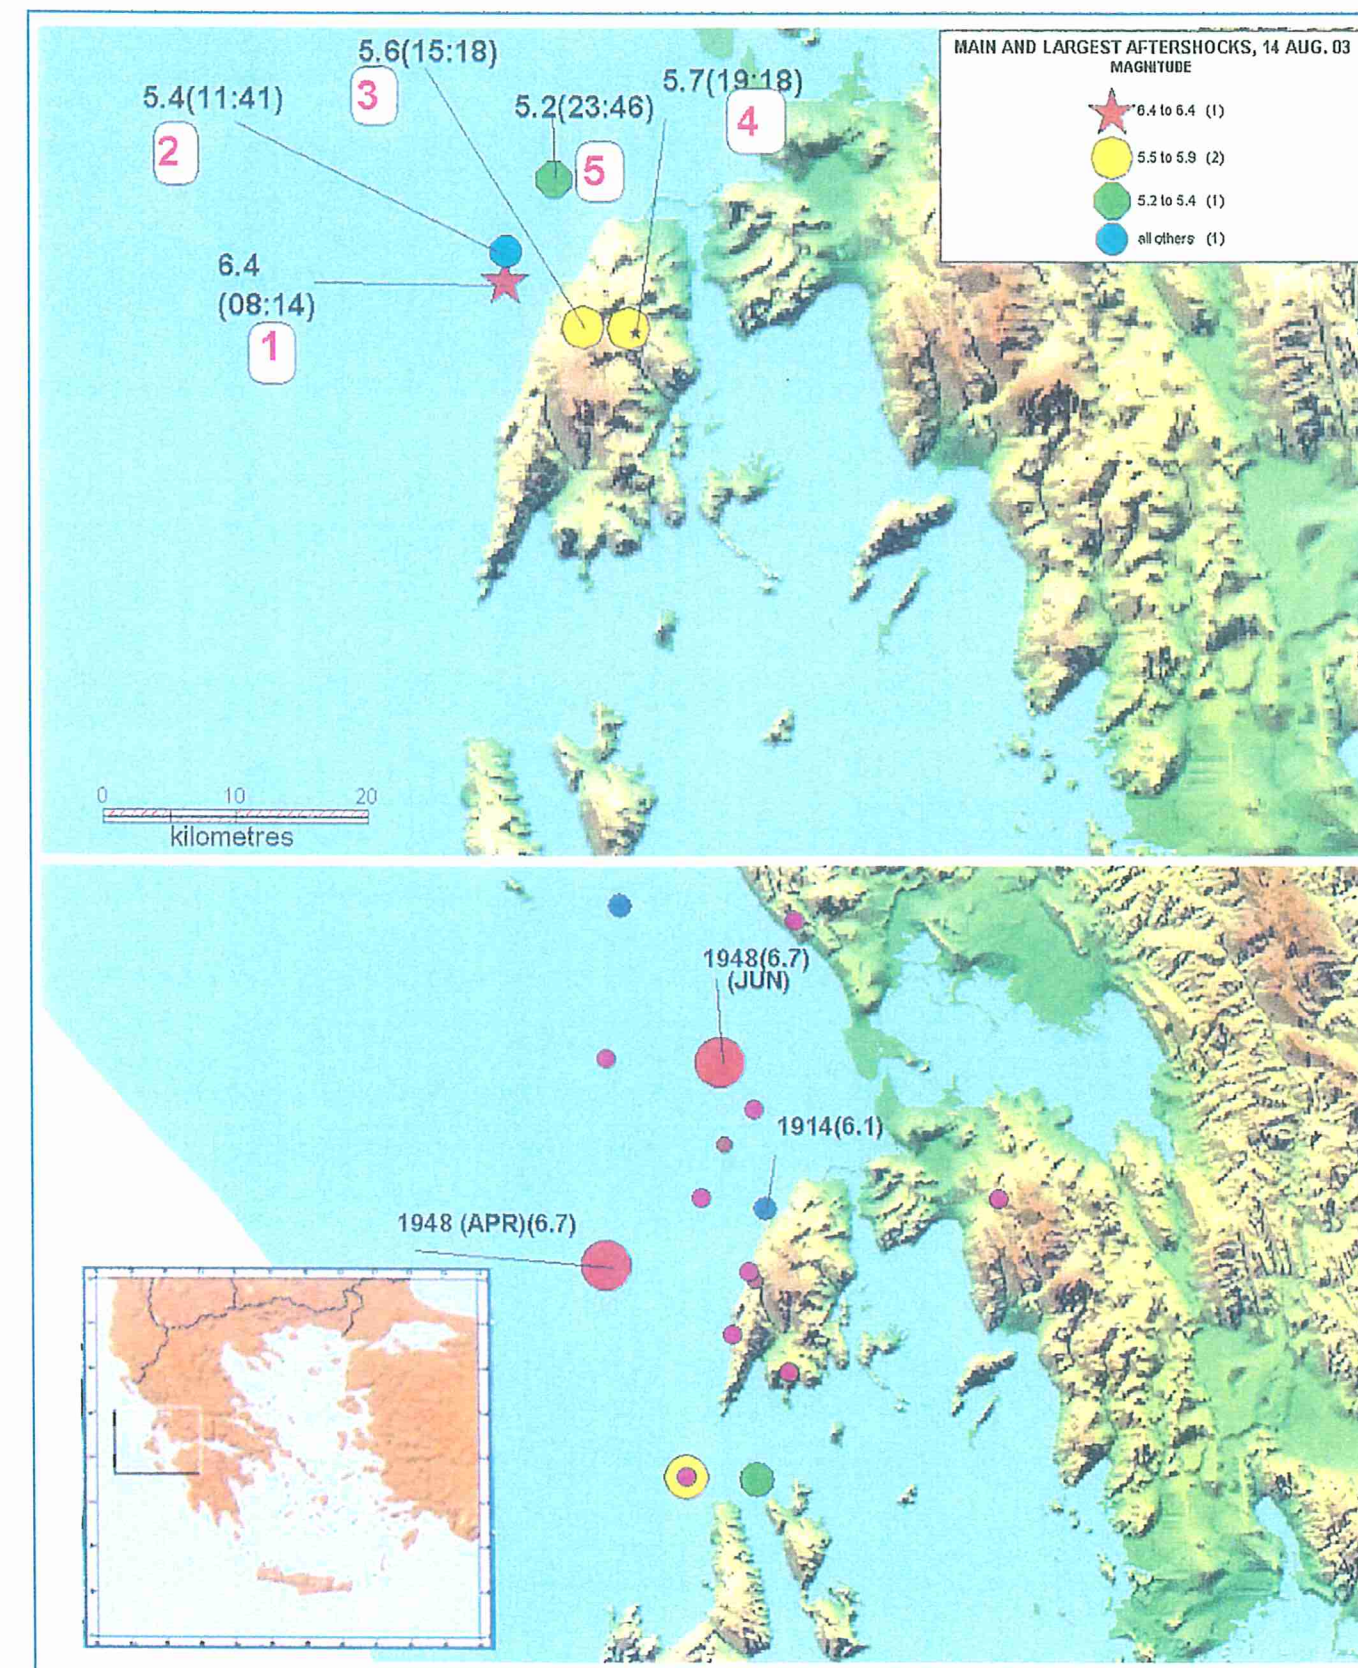 MAIN AND LARGEST AFTERSHOCKS, 14 AUG. 03
MAGNITUDE
6.4 to 6.4 (1)
5.5 to 5.9 (2)
5.2 to 5.4 (1)
all others (1)
5.6(15:18)
3
5.7(19:18)
4
5.4(11:41)
2
5.2(23:46)
5
6.4
(08:14)
1
0 10 20
kilometres
1948(6.7)
(JUN)
1914(6.1)
1948 (APR)(6.7)